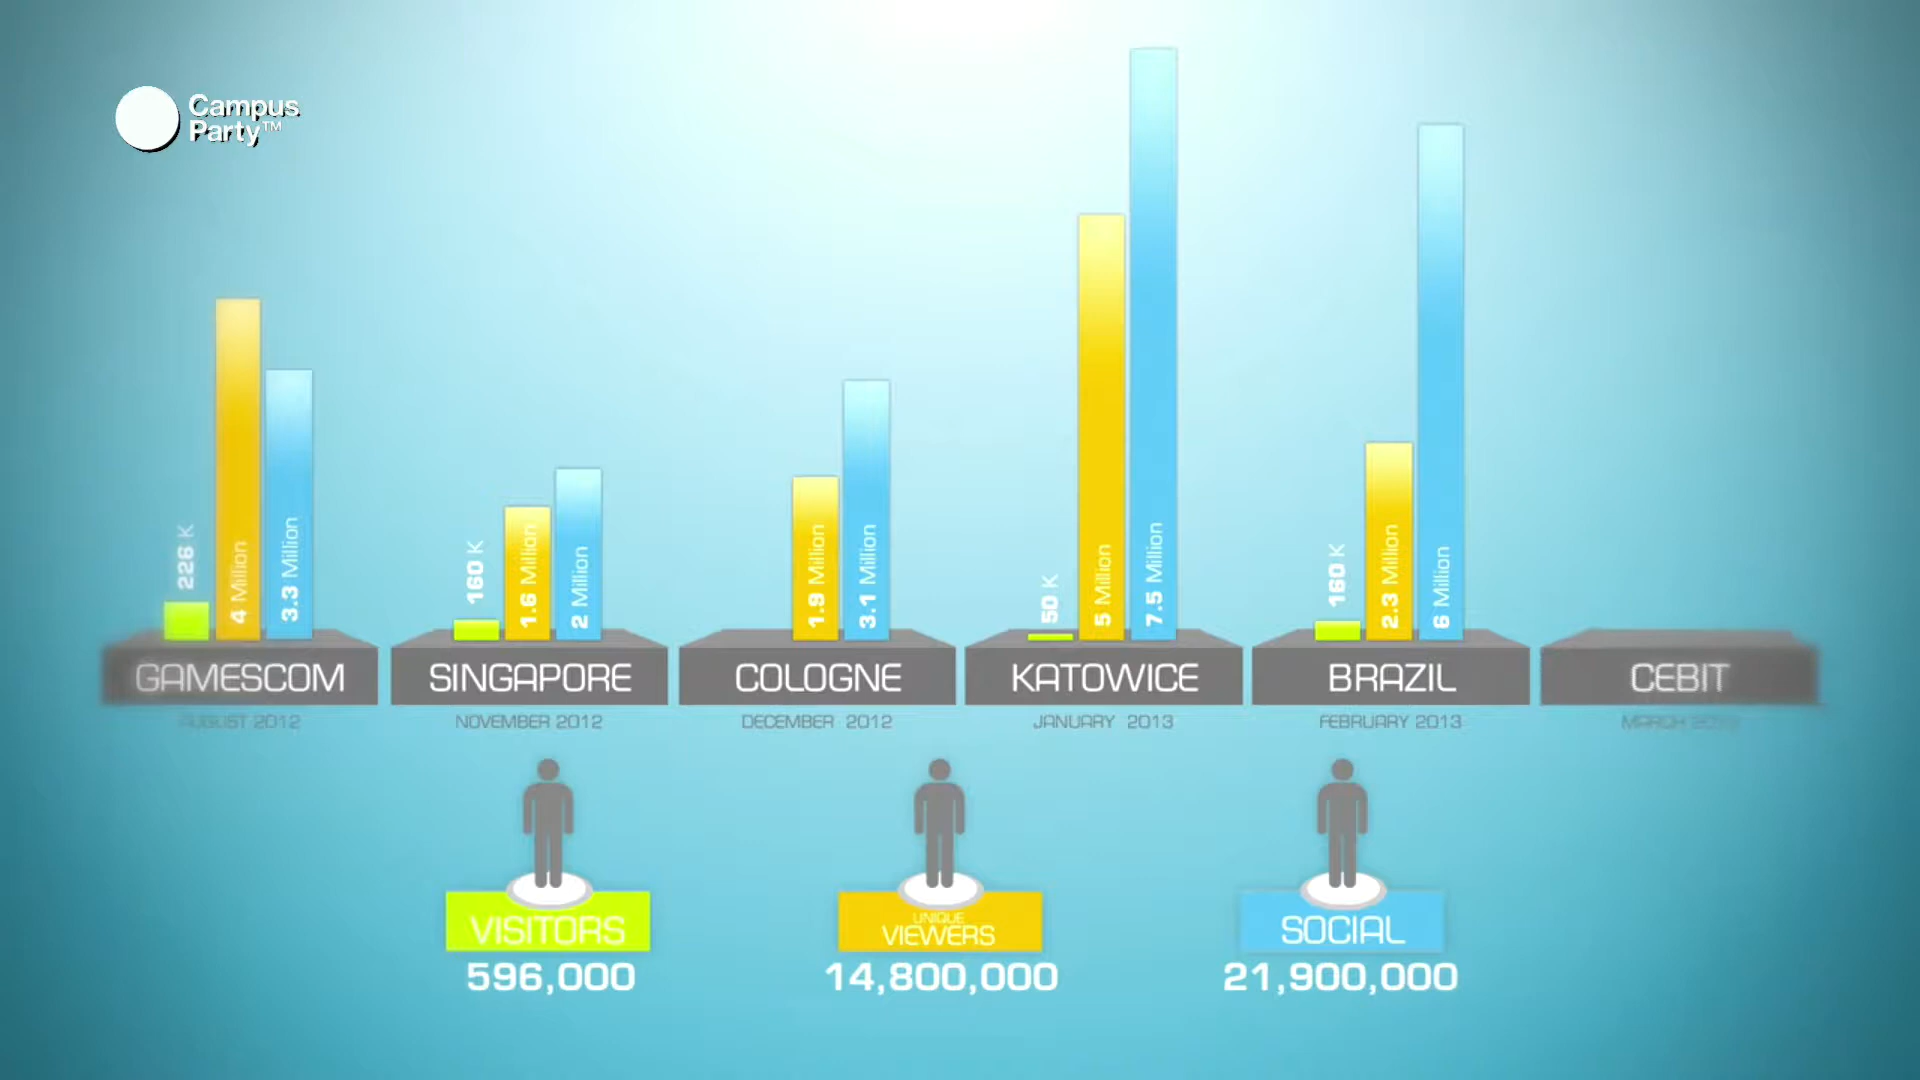 Campus
Party™
226 K
4 Million
3.3 Million
160 K
1.6 Million
2 Million
1.9 Million
3.1 Million
50 K
5 Million
7.5 Million
160 K
2.3 Million
6 Million
GAMESCOM
SINGAPORE
COLOGNE
KATOWICE
BRAZIL
CEBIT
AUGUST 2012
NOVEMBER 2012
DECEMBER 2012
JANUARY 2013
FEBRUARY 2013
MARCH
VISITORS
596,000
UNIQUE
VIEWERS
14,800,000
SOCIAL
21,900,000